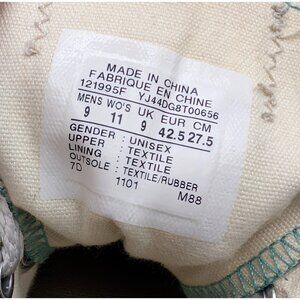 MADE IN CHINA
FABRIQUE EN CHINE
121995F YJ44DG8T00656
MENS WO'S UK EUR CM
9 11 9 42.5 27.5
GENDER : UNISEX
UPPER : TEXTILE
LINING : TEXTILE
OUTSOLE : TEXTILE/RUBBER
7D 1101 M88